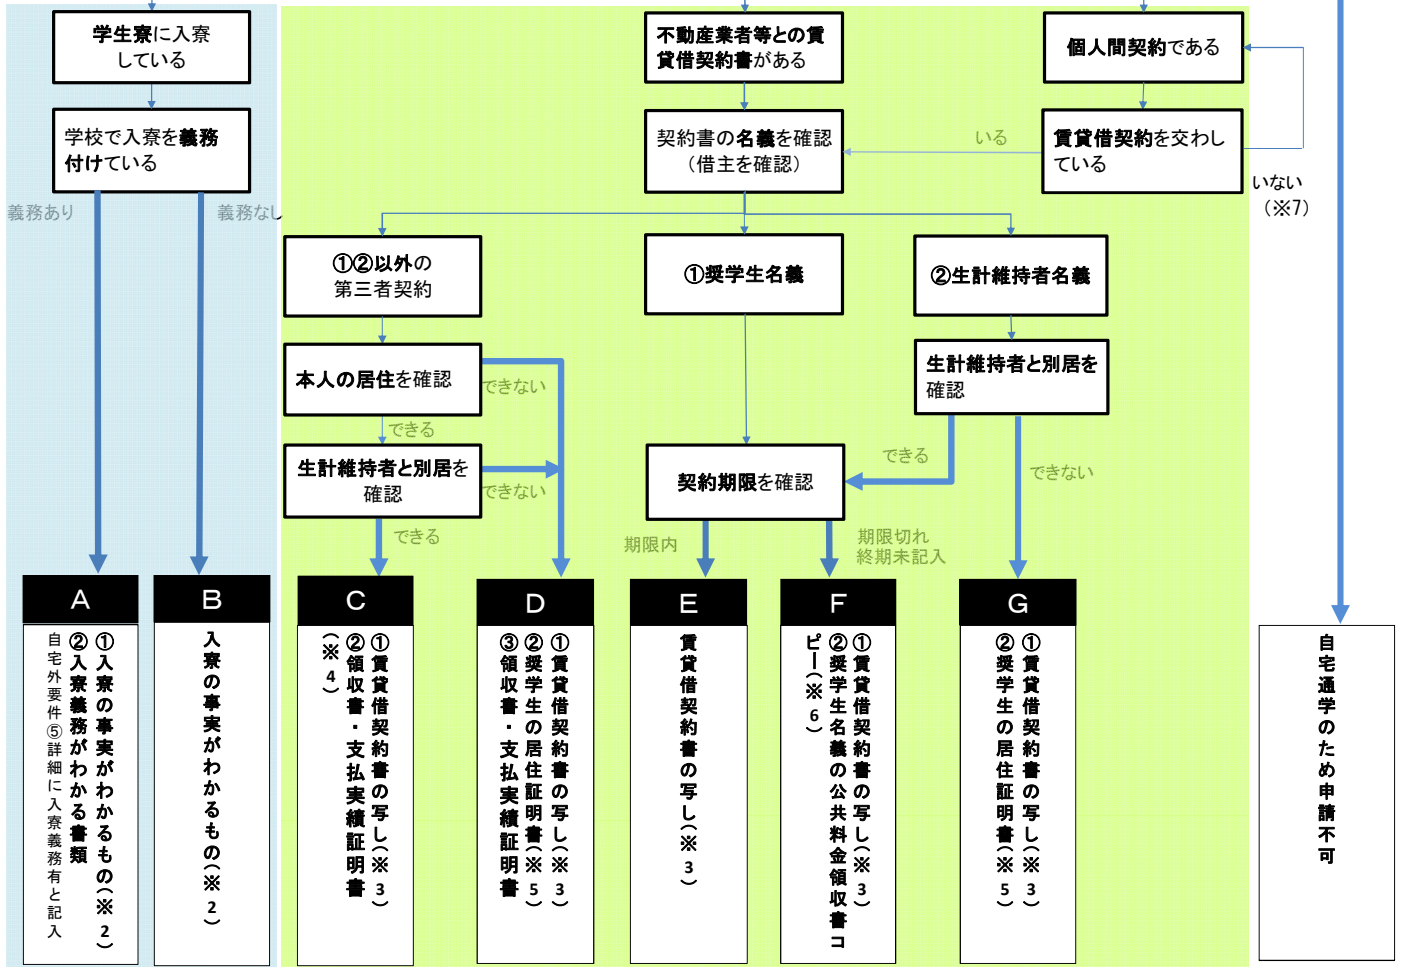 学生寮に入寮
している
不動産業者等との賃
貸借契約書がある
個人間契約である
学校で入寮を義務
付けている
契約書の名義を確認
（借主を確認）
いる
賃貸借契約を交わし
ている
いない
（※7）
義務あり
義務なし
①②以外の
第三者契約
①奨学生名義
②生計維持者名義
本人の居住を確認
できない
生計維持者と別居を
確認
できる
生計維持者と別居を
確認
できない
契約期限を確認
できる
できない
できる
期限内
期限切れ
終期未記入
A
①入寮の事実がわかるもの（※2）
②入寮義務がわかる書類
自宅外要件⑤詳細に入寮義務有と記入
B
入寮の事実がわかるもの（※2）
C
①賃貸借契約書の写し（※3）
②領収書・支払実績証明書
（※4）
D
①賃貸借契約書の写し（※3）
②奨学生の居住証明書（※5）
③領収書・支払実績証明書
E
賃貸借契約書の写し（※3）
F
①賃貸借契約書の写し（※3）
②奨学生名義の公共料金領収書コ
ピー（※6）
G
①賃貸借契約書の写し（※3）
②奨学生の居住証明書（※5）
自宅通学のため申請不可